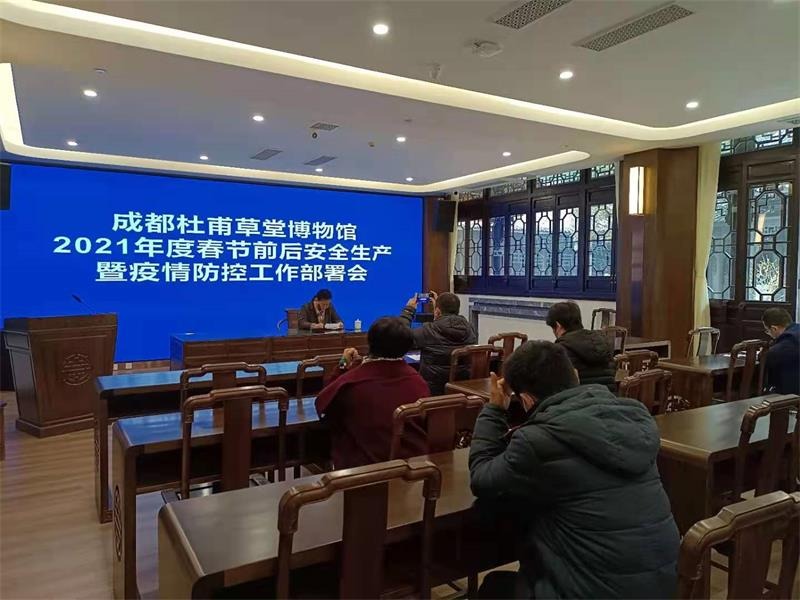 成都杜甫草堂博物馆
2021年度春节前后安全生产
暨疫情防控工作部署会